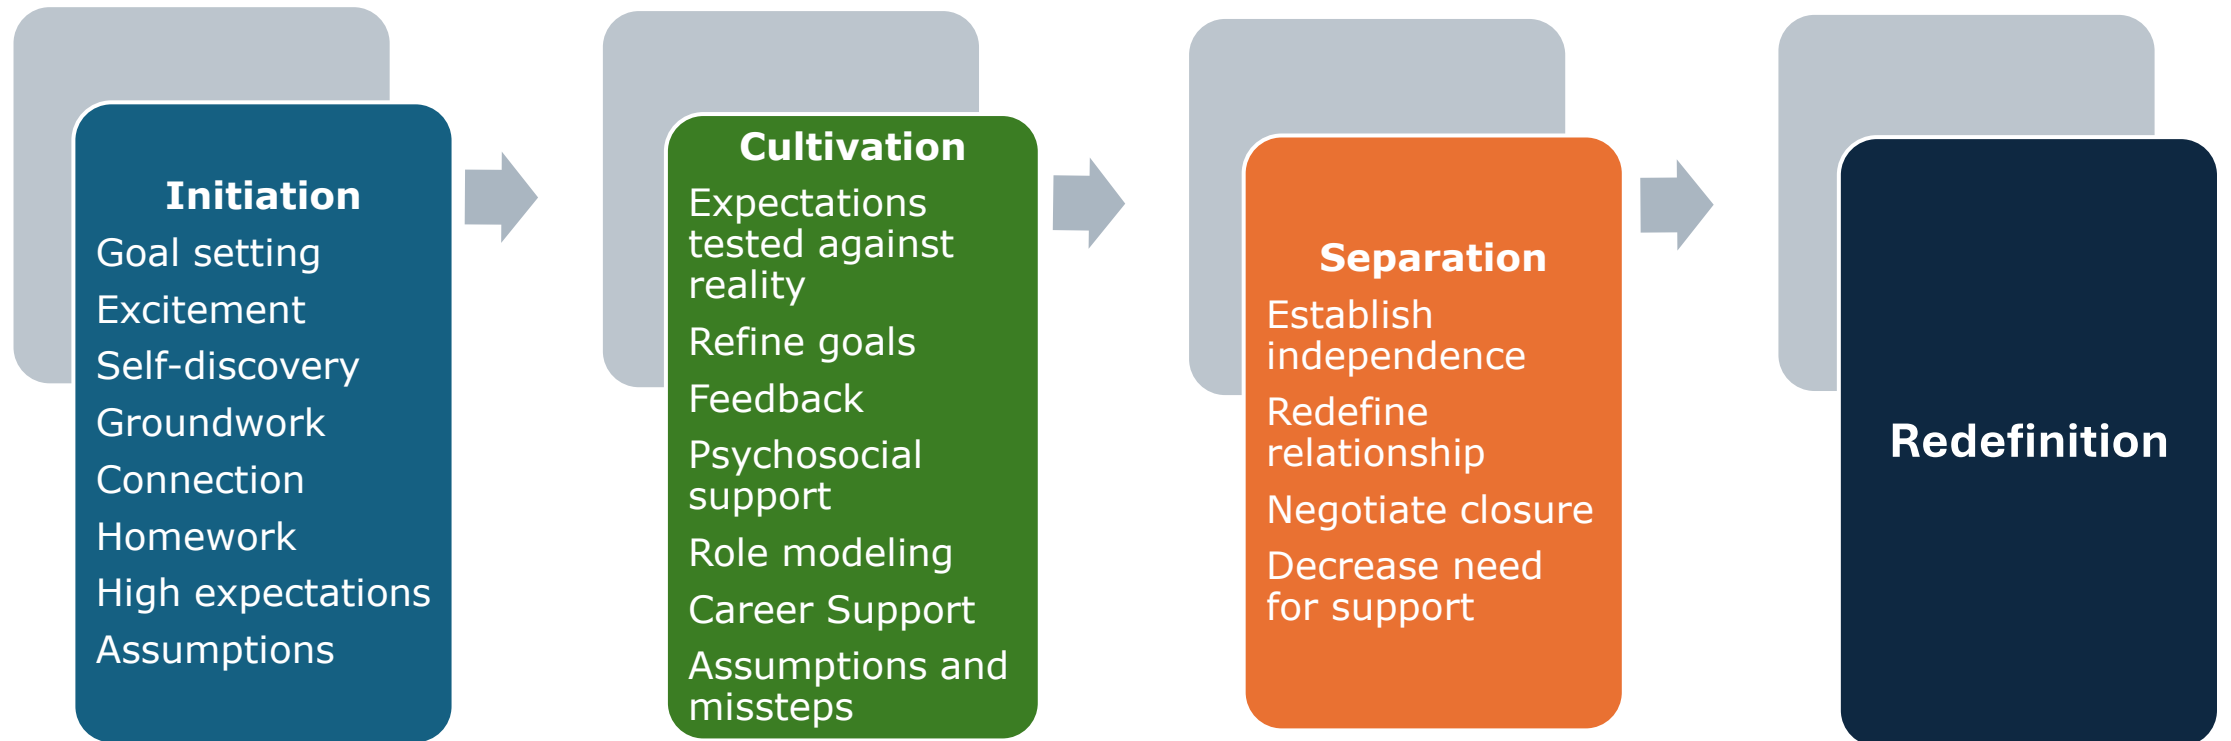 Initiation
Goal setting
Excitement
Self-discovery
Groundwork
Connection
Homework
High expectations
Assumptions
Cultivation
Expectations
tested against
reality
Refine goals
Feedback
Psychosocial
support
Role modeling
Career Support
Assumptions and
missteps
Separation
Establish
independence
Redefine
relationship
Negotiate closure
Decrease need
for support
Redefinition